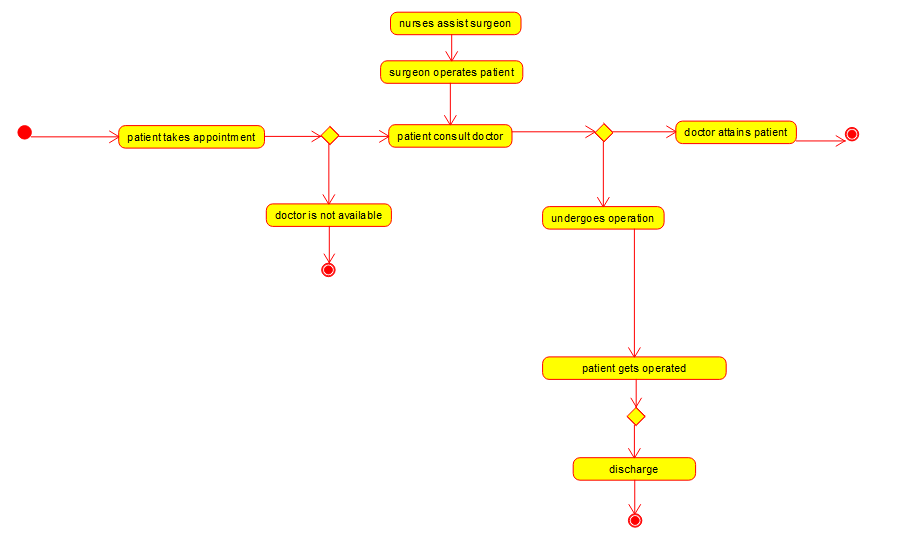 nurses assist surgeon
surgeon operates patient
patient takes appointment
patient consult doctor
doctor attains patient
doctor is not available
undergoes operation
patient gets operated
discharge